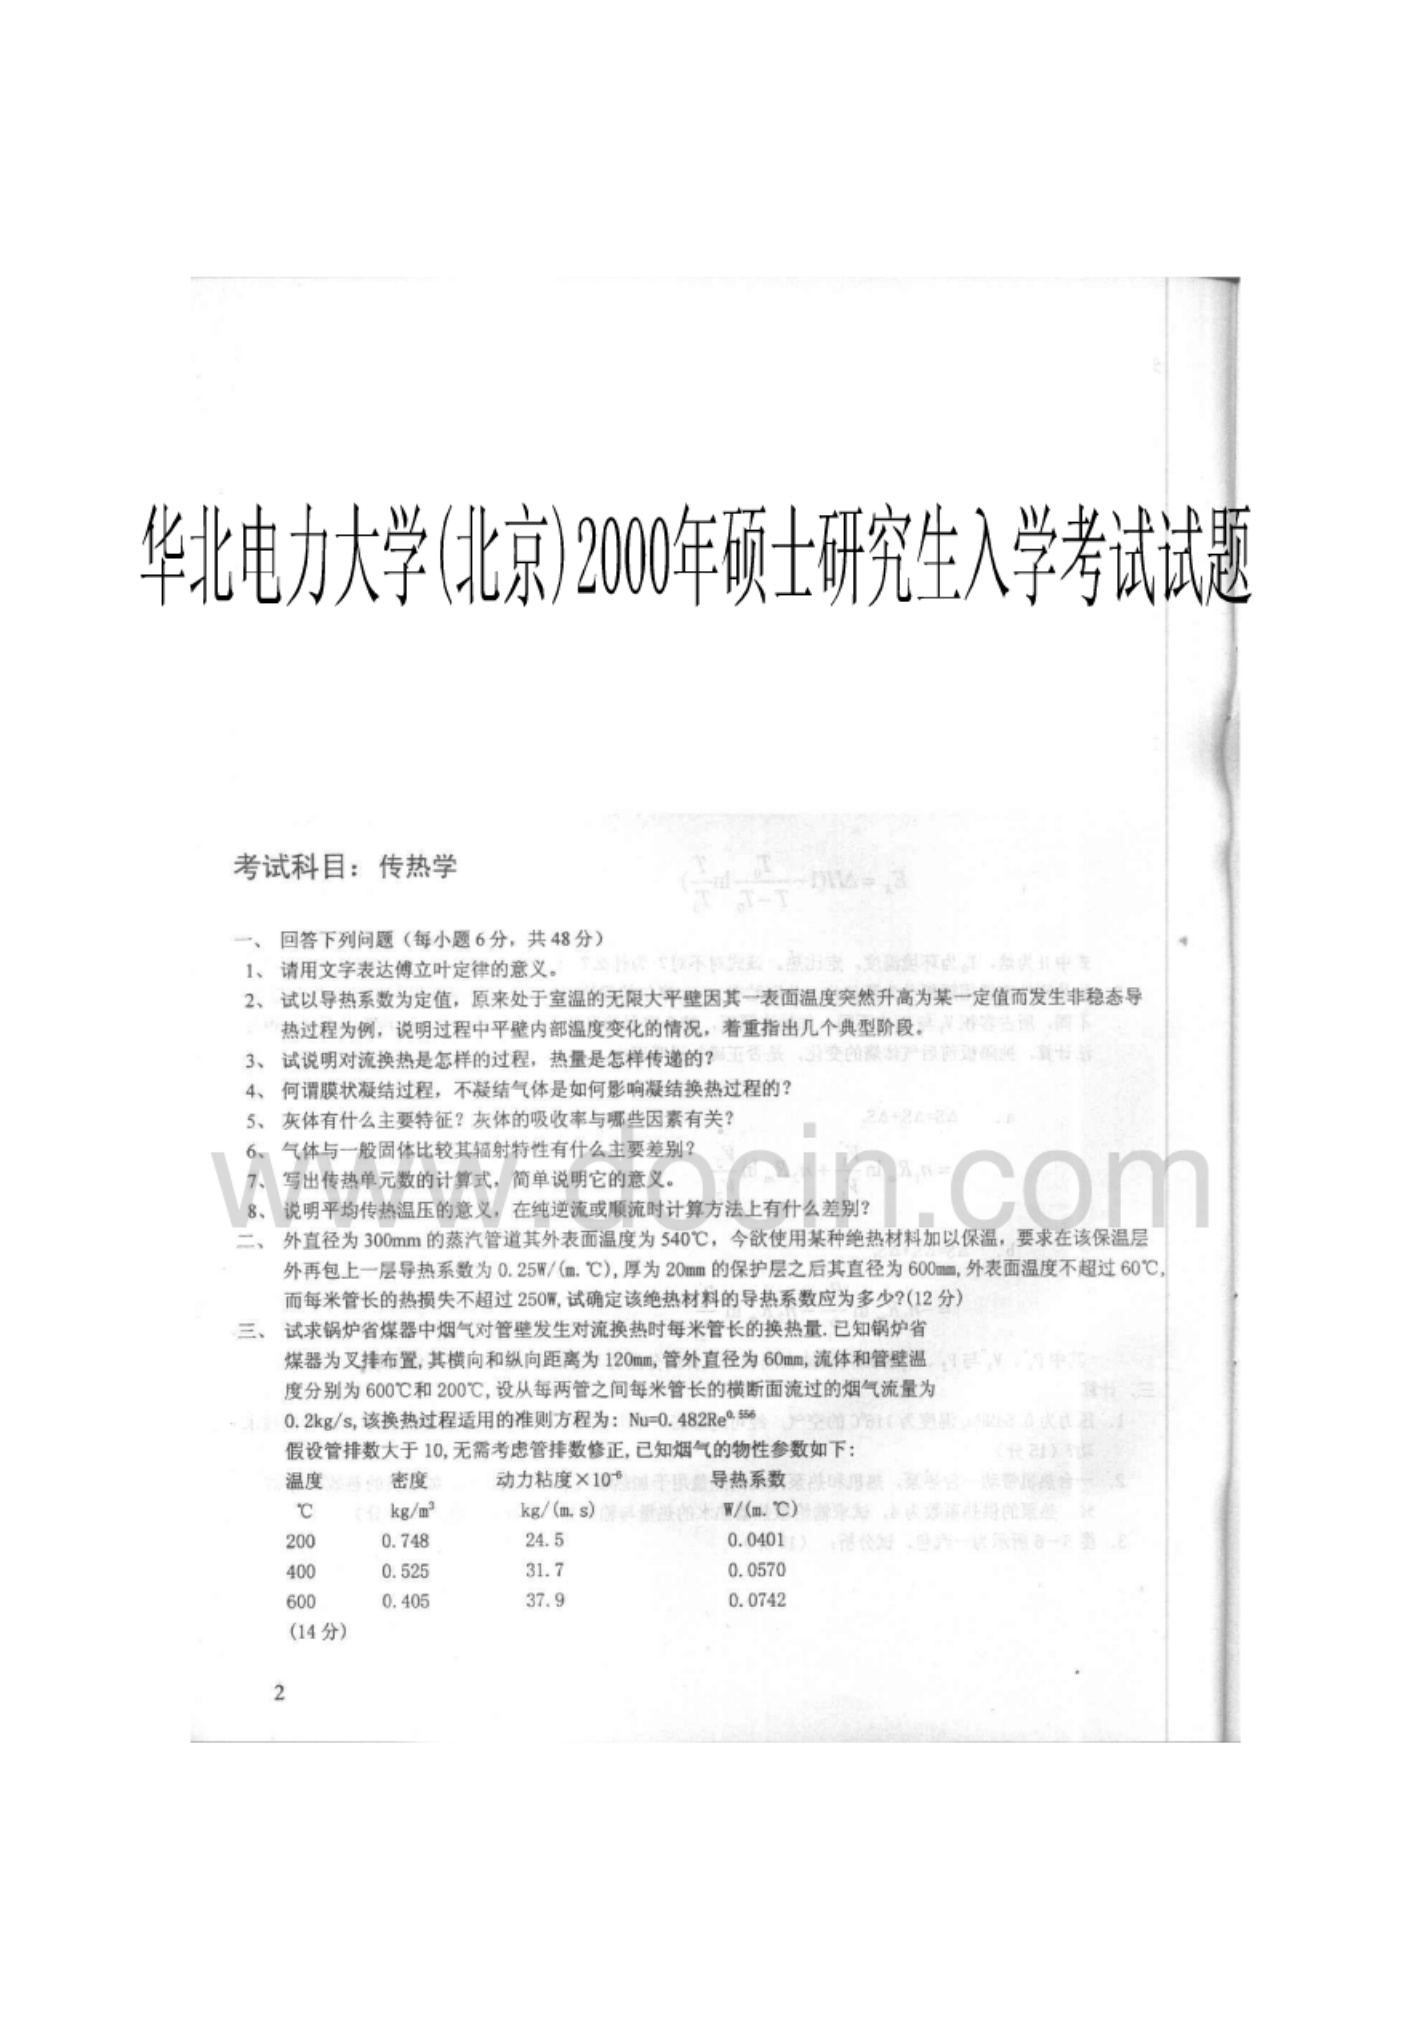 华北电力大学(北京)2000年硕士研究生入学考试试题
考试科目：传热学
一、 回答下列问题（每小题6分，共48分）
1、 请用文字表达傅立叶定律的意义。
2、 试以导热系数为定值，原来处于室温的无限大平壁因其一表面温度突然升高为某一定值而发生非稳态导
热过程为例，说明过程中平壁内部温度变化的情况，着重指出几个典型阶段。
3、 试说明对流换热是怎样的过程，热量是怎样传递的？
4、 何谓膜状凝结过程，不凝结气体是如何影响凝结换热过程的？
5、 灰体有什么主要特征？灰体的吸收率与哪些因素有关？
6、 气体与一般固体比较其辐射特性有什么主要差别？
7、 写出传热单元数的计算式，简单说明它的意义。
8、 说明平均传热温压的意义，在纯逆流或顺流时计算方法上有什么差别？
www.docin.com
二、 外直径为300mm的蒸汽管道其外表面温度为540℃，今欲使用某种绝热材料加以保温，要求在该保温层
外再包上一层导热系数为0.25W/(m.℃),厚为20mm的保护层之后其直径为600mm,外表面温度不超过60℃,
而每米管长的热损失不超过250W,试确定该绝热材料的导热系数应为多少?(12分)
三、 试求锅炉省煤器中烟气对管壁发生对流换热时每米管长的换热量.已知锅炉省
煤器为叉排布置,其横向和纵向距离为120mm,管外直径为60mm,流体和管壁温
度分别为600℃和200℃,设从每两管之间每米管长的横断面流过的烟气流量为
0.2kg/s,该换热过程适用的准则方程为: Nu=0.482Re⁰·⁵⁵⁶
假设管排数大于10,无需考虑管排数修正,已知烟气的物性参数如下:
温度 密度 动力粘度×10⁻⁶ 导热系数
℃ kg/m³ kg/(m.s) W/(m.℃)
200 0.748 24.5 0.0401
400 0.525 31.7 0.0570
600 0.405 37.9 0.0742
(14分)
2